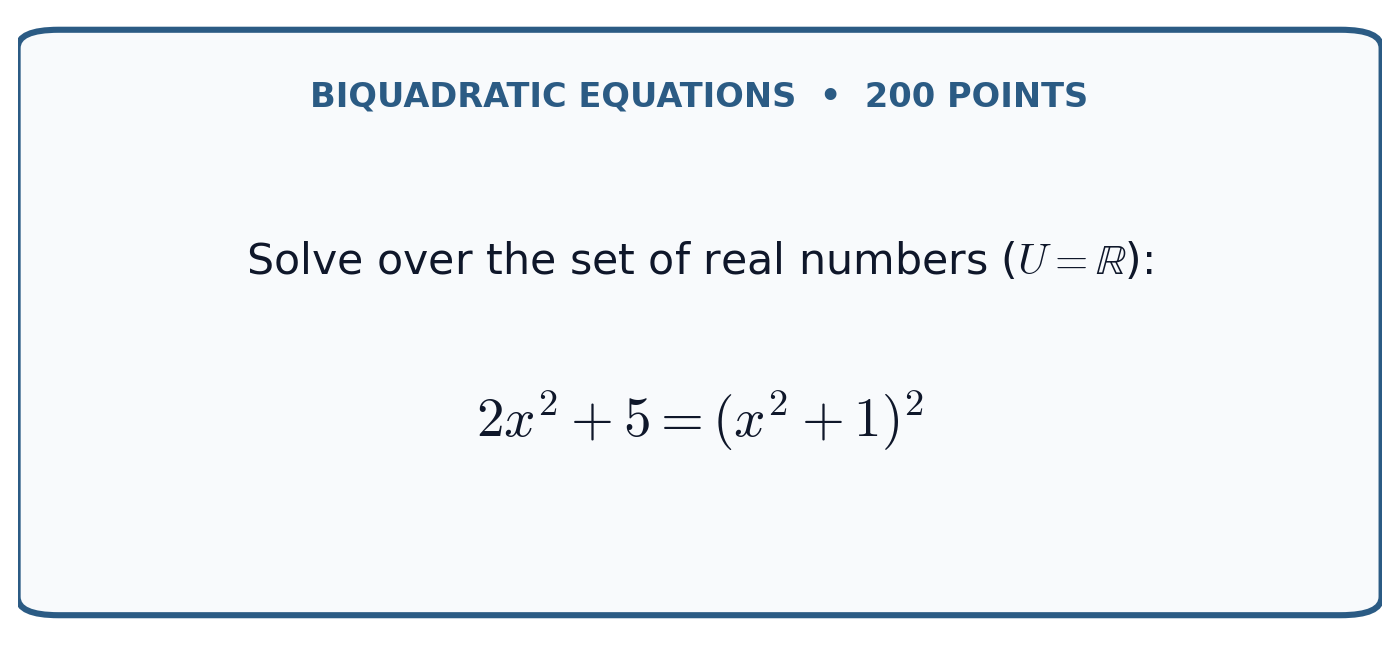 BIQUADRATIC EQUATIONS • 200 POINTS
Solve over the set of real numbers (U = ℝ):
2x² + 5 = (x² + 1)²